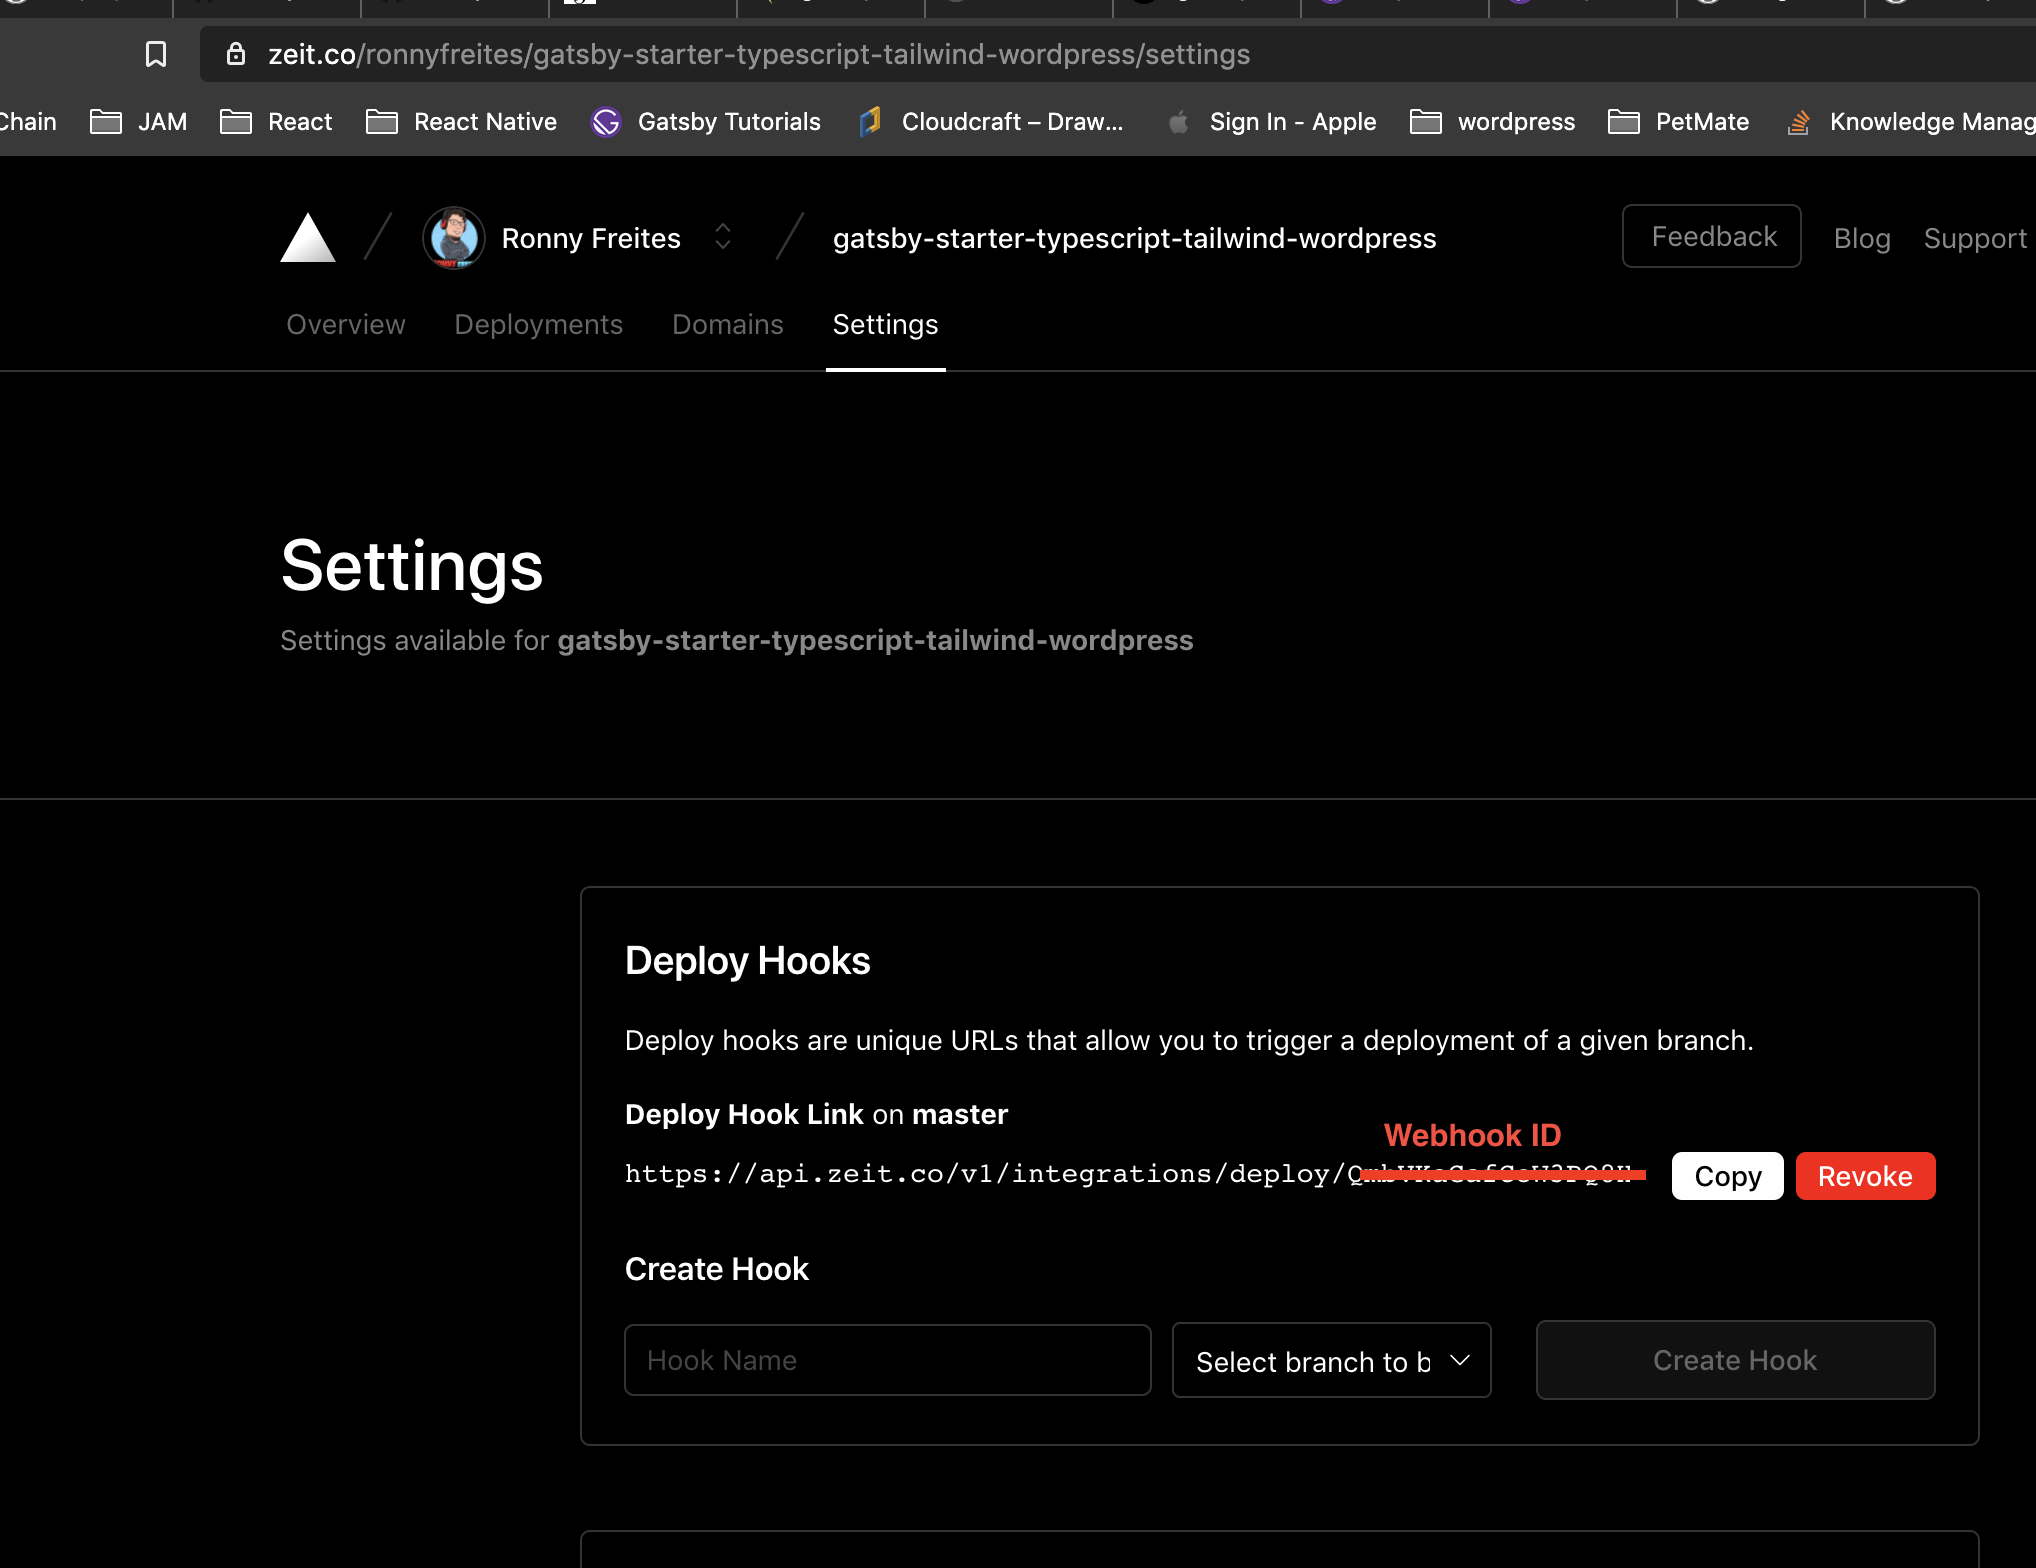 zeit.co/ronnyfreites/gatsby-starter-typescript-tailwind-wordpress/settings
Chain JAM React React Native Gatsby Tutorials Cloudcraft – Draw... Sign In - Apple wordpress PetMate Knowledge Manag
Ronny Freites gatsby-starter-typescript-tailwind-wordpress Feedback Blog Support
Overview Deployments Domains Settings
Settings
Settings available for gatsby-starter-typescript-tailwind-wordpress
Deploy Hooks
Deploy hooks are unique URLs that allow you to trigger a deployment of a given branch.
Deploy Hook Link on master
Webhook ID
https://api.zeit.co/v1/integrations/deploy/
Copy Revoke
Create Hook
Hook Name Select branch to b Create Hook